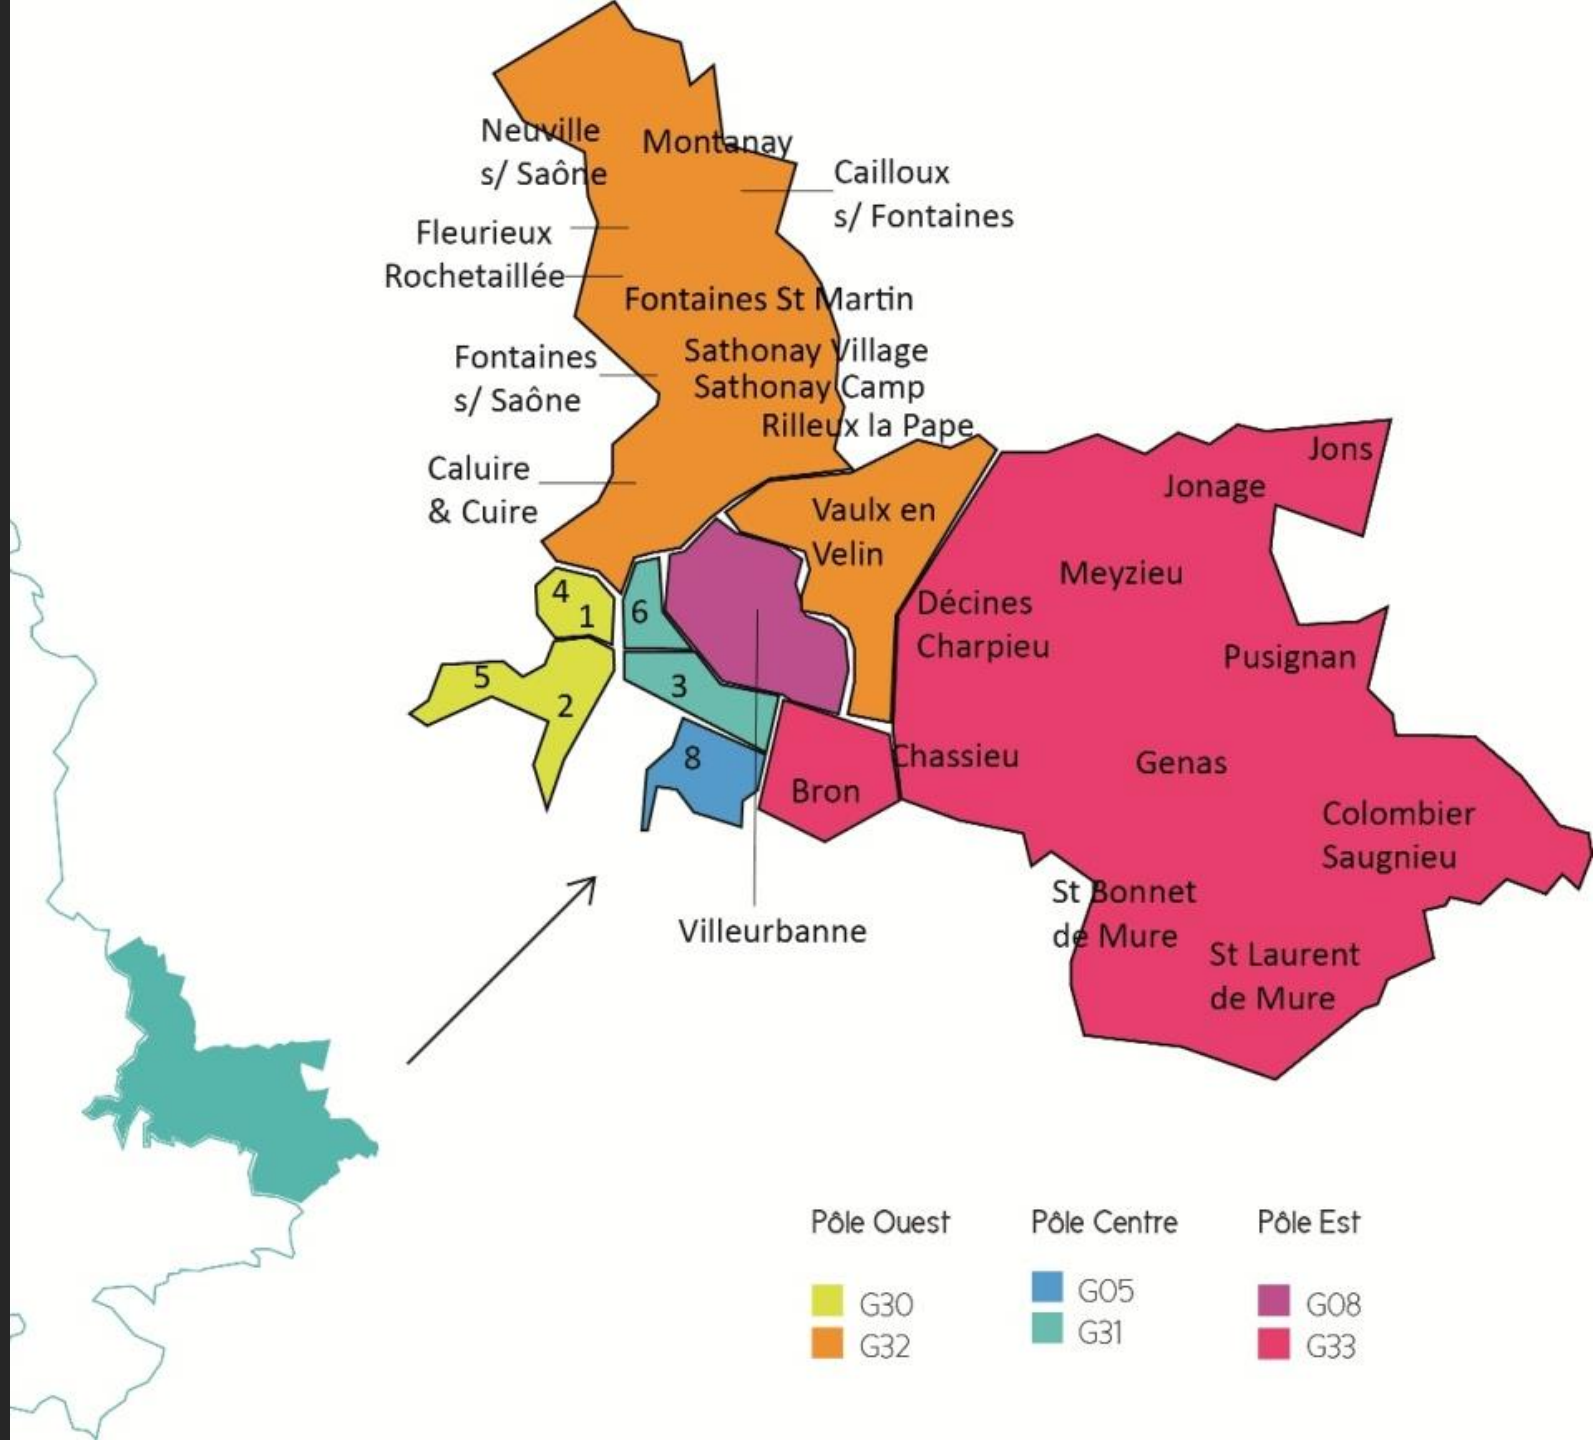 Neuville
s/ Saône
Montanay
Cailloux
s/ Fontaines
Fleurieux
Rochetaillée
Fontaines St Martin
Fontaines
s/ Saône
Sathonay Village
Sathonay Camp
Rilleux la Pape
Caluire
& Cuire
Vaulx en
Velin
Jons
Jonage
Meyzieu
Décines
Charpieu
Pusignan
4
1
6
5
2
3
8
Bron
Chassieu
Genas
Colombier
Saugnieu
St Bonnet
de Mure
St Laurent
de Mure
Villeurbanne
Pôle Ouest
G30
G32
Pôle Centre
G05
G31
Pôle Est
G08
G33